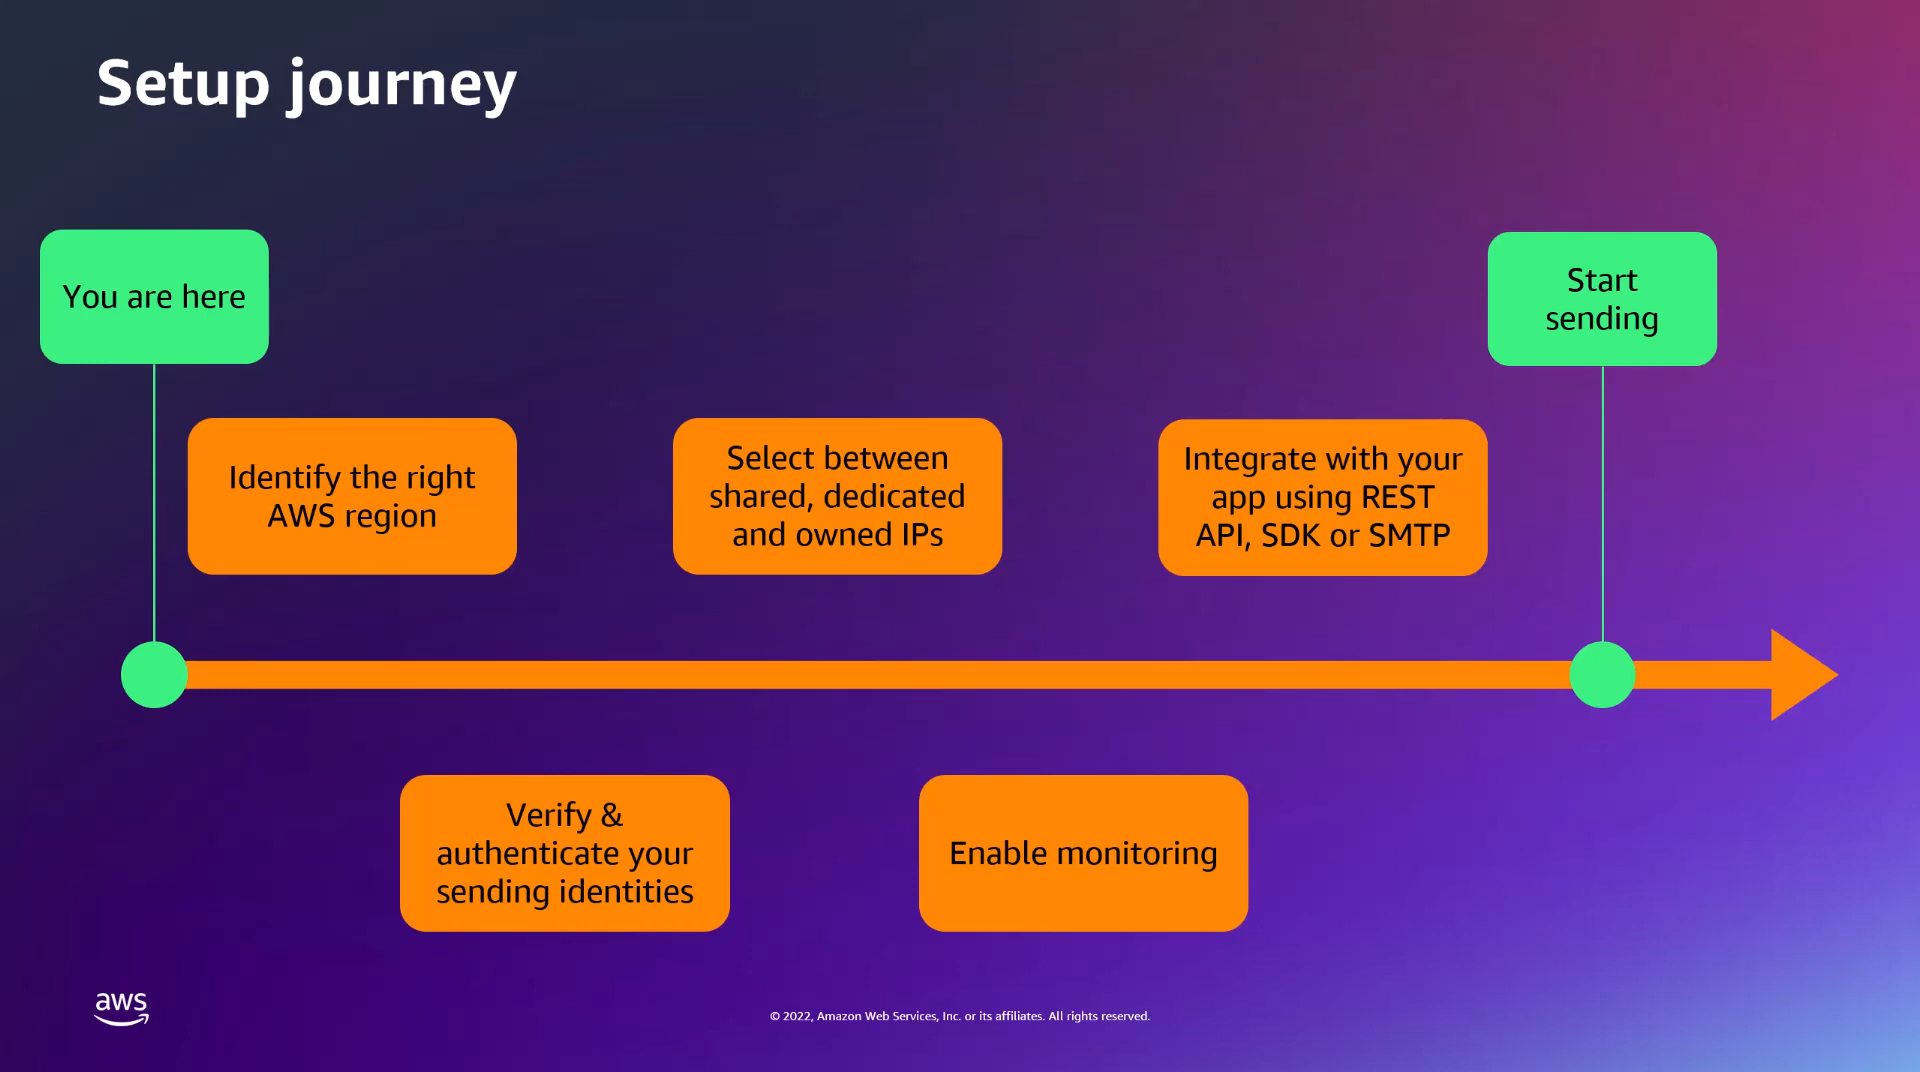 Setup journey
You are here
Start
sending
Identify the right
AWS region
Select between
shared, dedicated
and owned IPs
Integrate with your
app using REST
API, SDK or SMTP
Verify &
authenticate your
sending identities
Enable monitoring
aws
© 2022, Amazon Web Services, Inc. or its affiliates. All rights reserved.